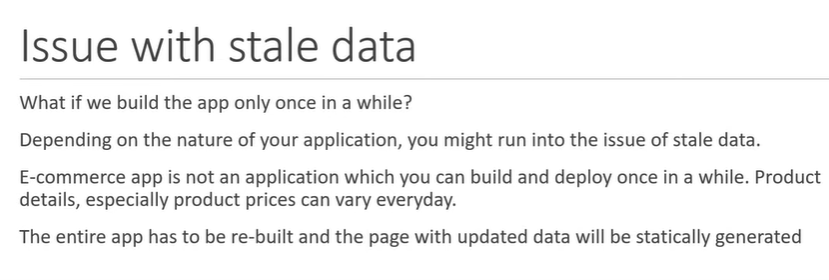 Issue with stale data
What if we build the app only once in a while?
Depending on the nature of your application, you might run into the issue of stale data.
E-commerce app is not an application which you can build and deploy once in a while. Product
details, especially product prices can vary everyday.
The entire app has to be re-built and the page with updated data will be statically generated